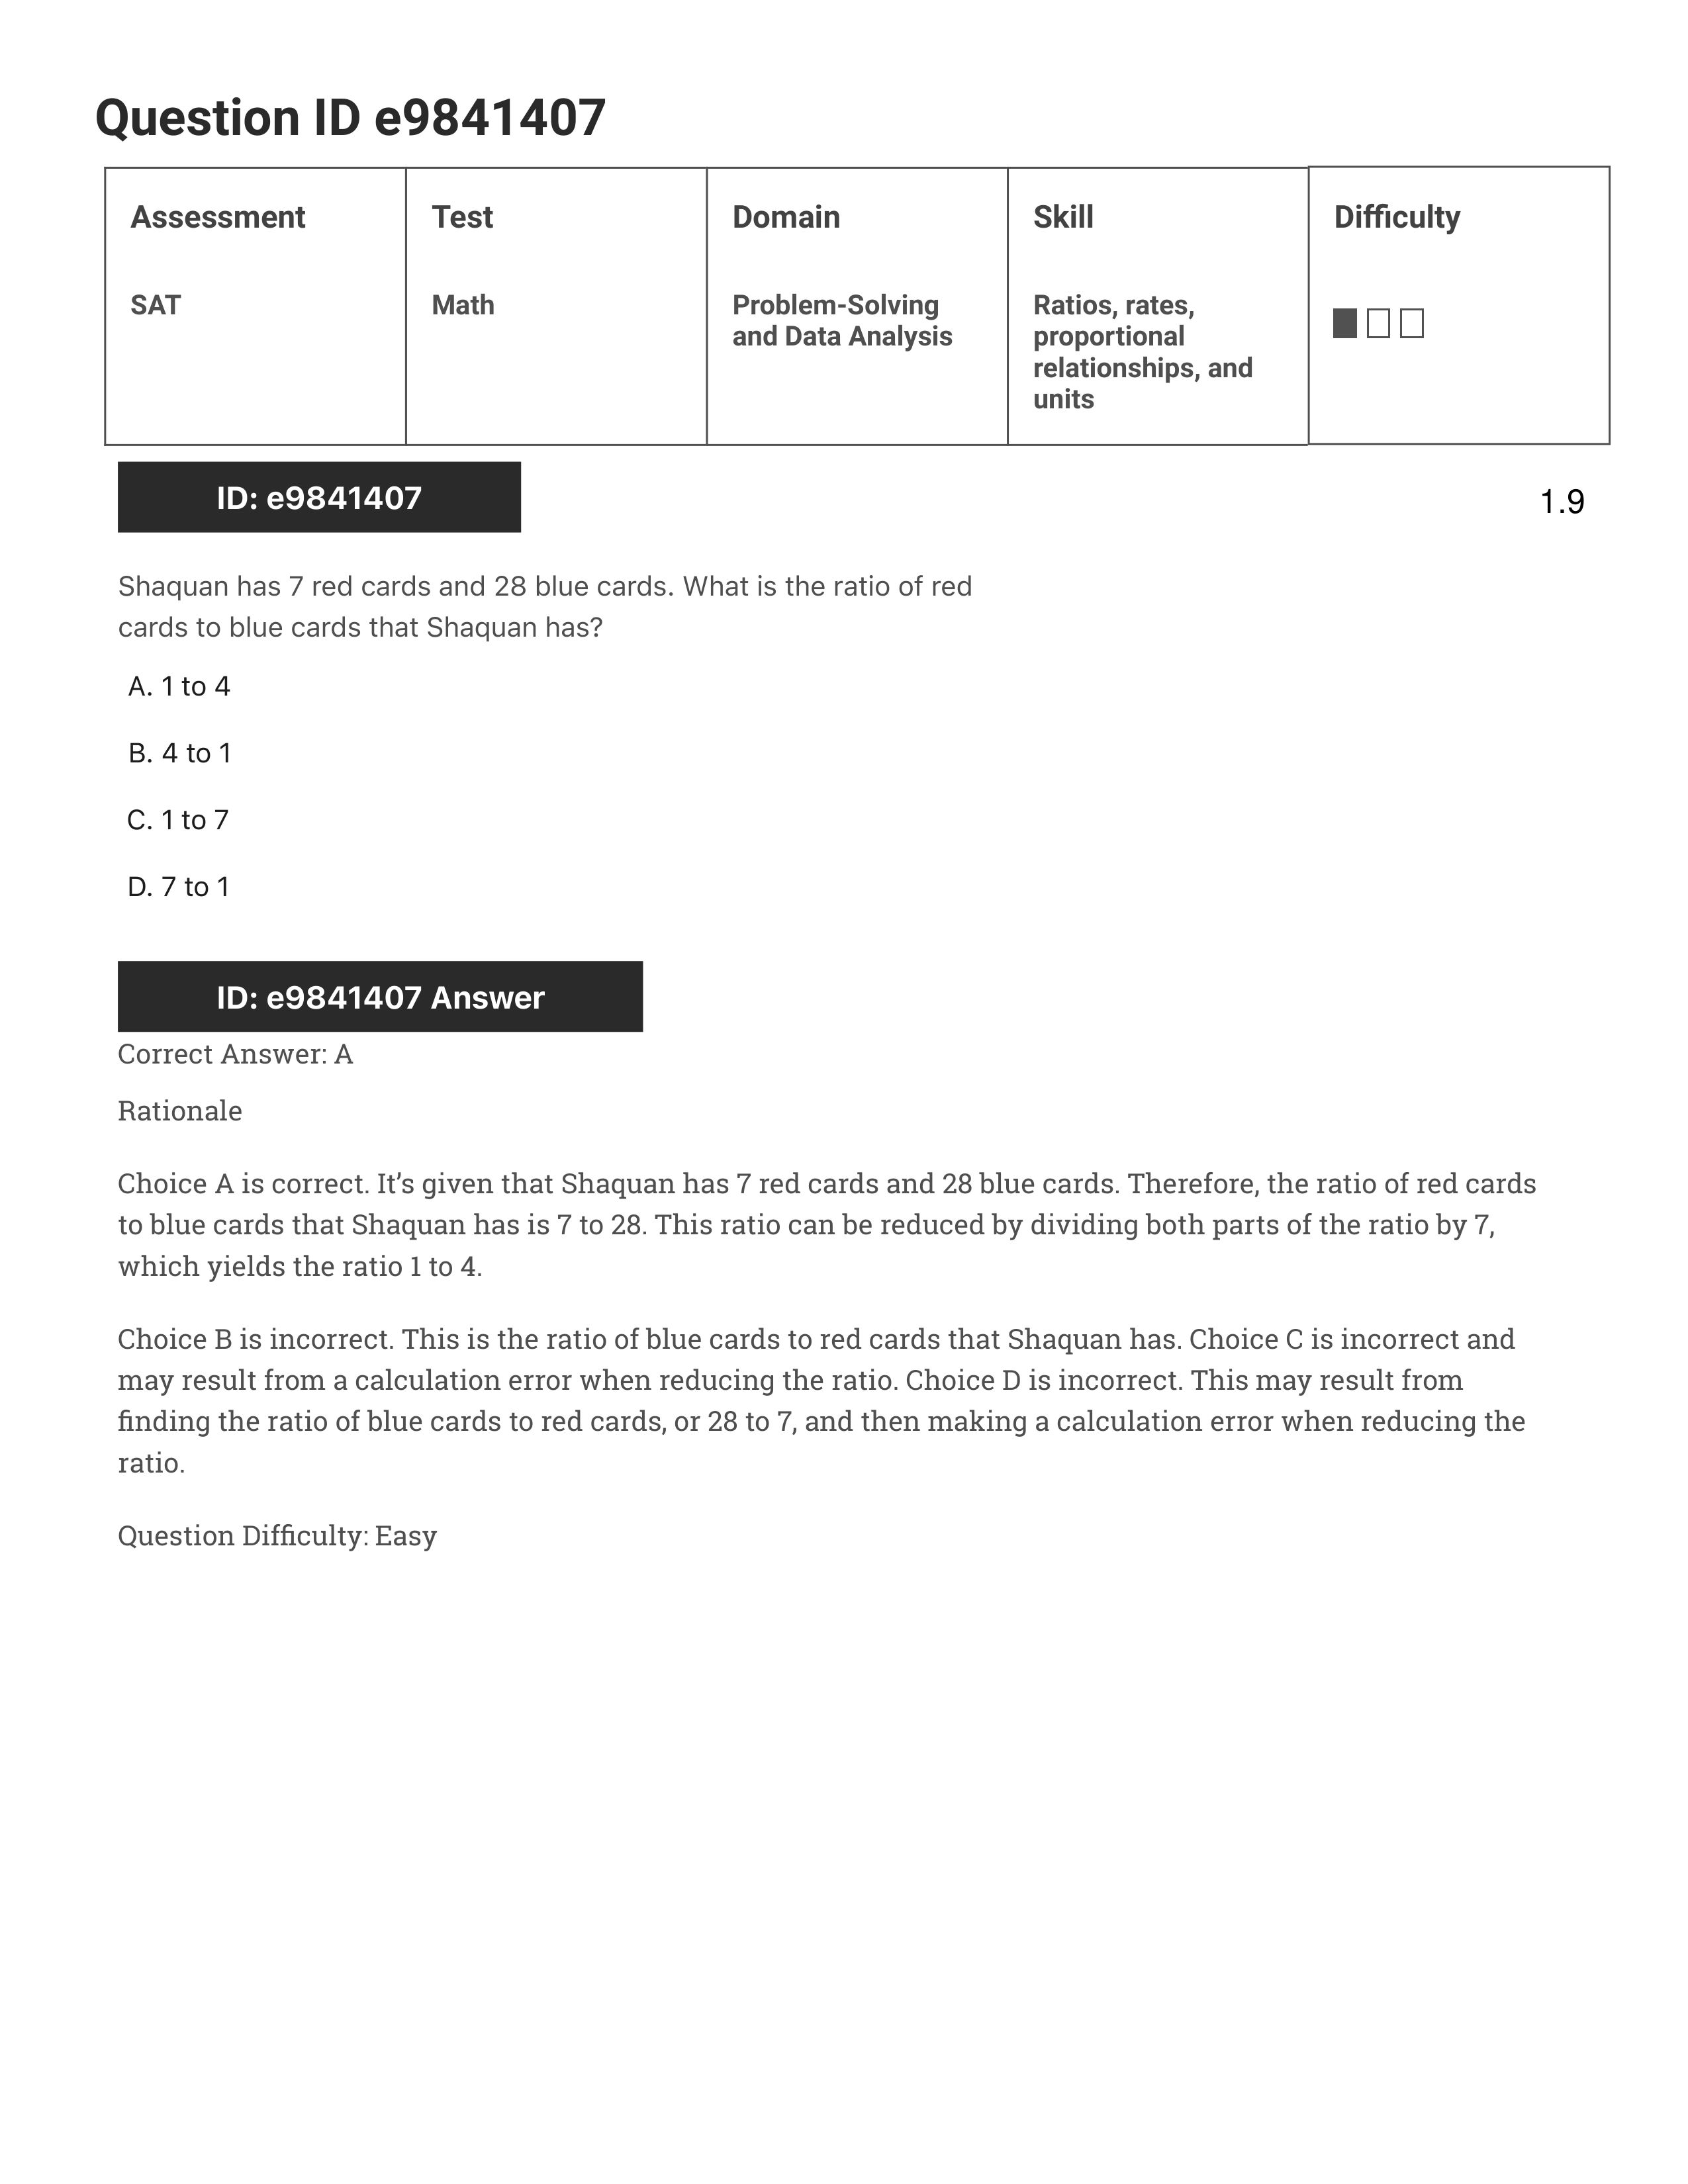 Question ID e9841407
Assessment
Test
Domain
Skill
Difficulty
SAT
Math
Problem-Solving
and Data Analysis
Ratios, rates,
proportional
relationships, and
units
ID: e9841407
1.9
Shaquan has 7 red cards and 28 blue cards. What is the ratio of red
cards to blue cards that Shaquan has?
A. 1 to 4
B. 4 to 1
C. 1 to 7
D. 7 to 1
ID: e9841407 Answer
Correct Answer: A
Rationale
Choice A is correct. It’s given that Shaquan has 7 red cards and 28 blue cards. Therefore, the ratio of red cards
to blue cards that Shaquan has is 7 to 28. This ratio can be reduced by dividing both parts of the ratio by 7,
which yields the ratio 1 to 4.
Choice B is incorrect. This is the ratio of blue cards to red cards that Shaquan has. Choice C is incorrect and
may result from a calculation error when reducing the ratio. Choice D is incorrect. This may result from
finding the ratio of blue cards to red cards, or 28 to 7, and then making a calculation error when reducing the
ratio.
Question Difficulty: Easy